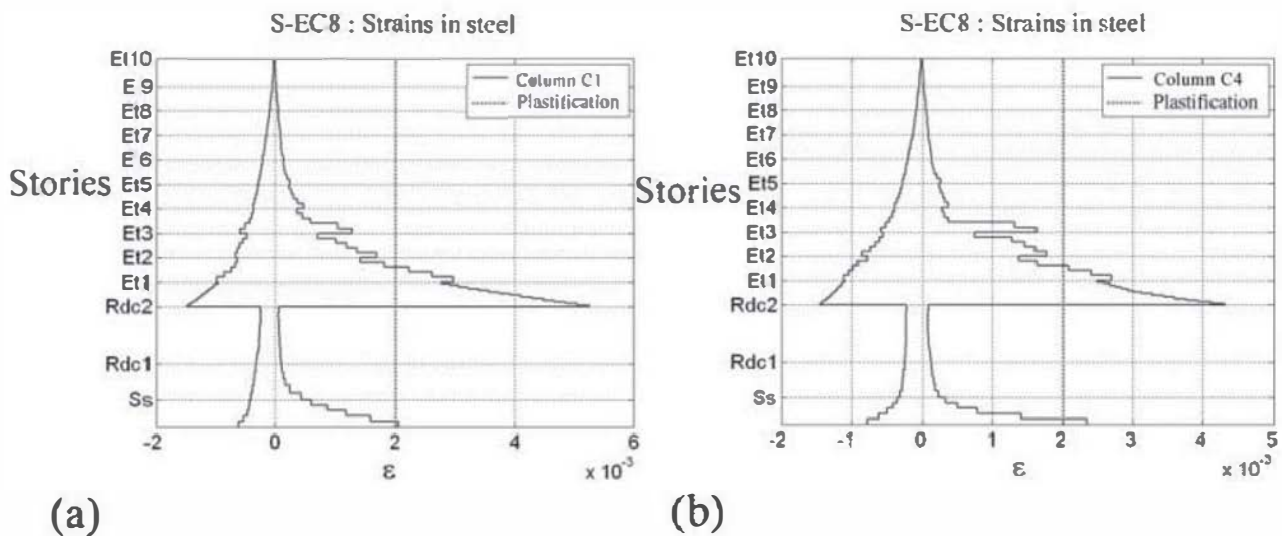 S-EC8 : Strains in steel
Et10
E 9
Et8
Et7
E 6
Et5
Et4
Et3
Et2
Et1
Rdc2
Rdc1
Ss
Stories
Column C1
Plastification
-2
0
2
4
6
x 10-3
ε
(a)
S-EC8 : Strains in steel
Et10
Et9
Et8
Et7
Et6
Et5
E14
Et3
Et2
Et1
Rdc2
Rdc1
Ss
Stories
Column C4
Plastification
-2
-1
0
1
2
3
4
5
x 10-3
ε
(b)